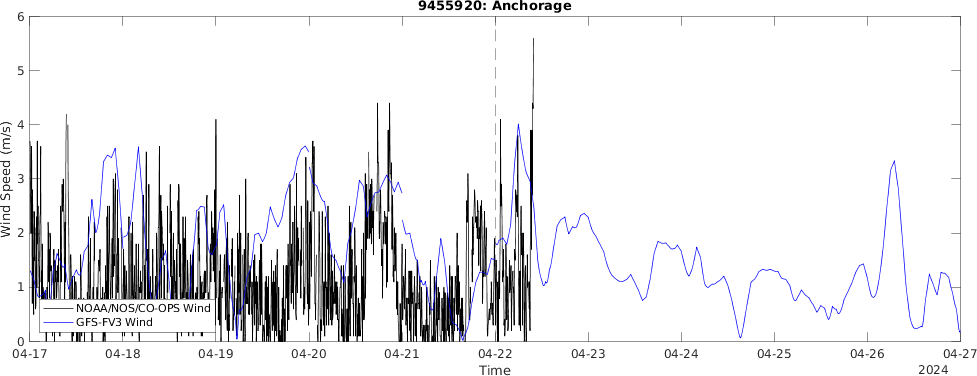 9455920: Anchorage
6
5
4
3
2
1
0
Wind Speed (m/s)
NOAA/NOS/CO-OPS Wind
GFS-FV3 Wind
04-17 04-18 04-19 04-20 04-21 04-22 04-23 04-24 04-25 04-26 04-27
Time
2024